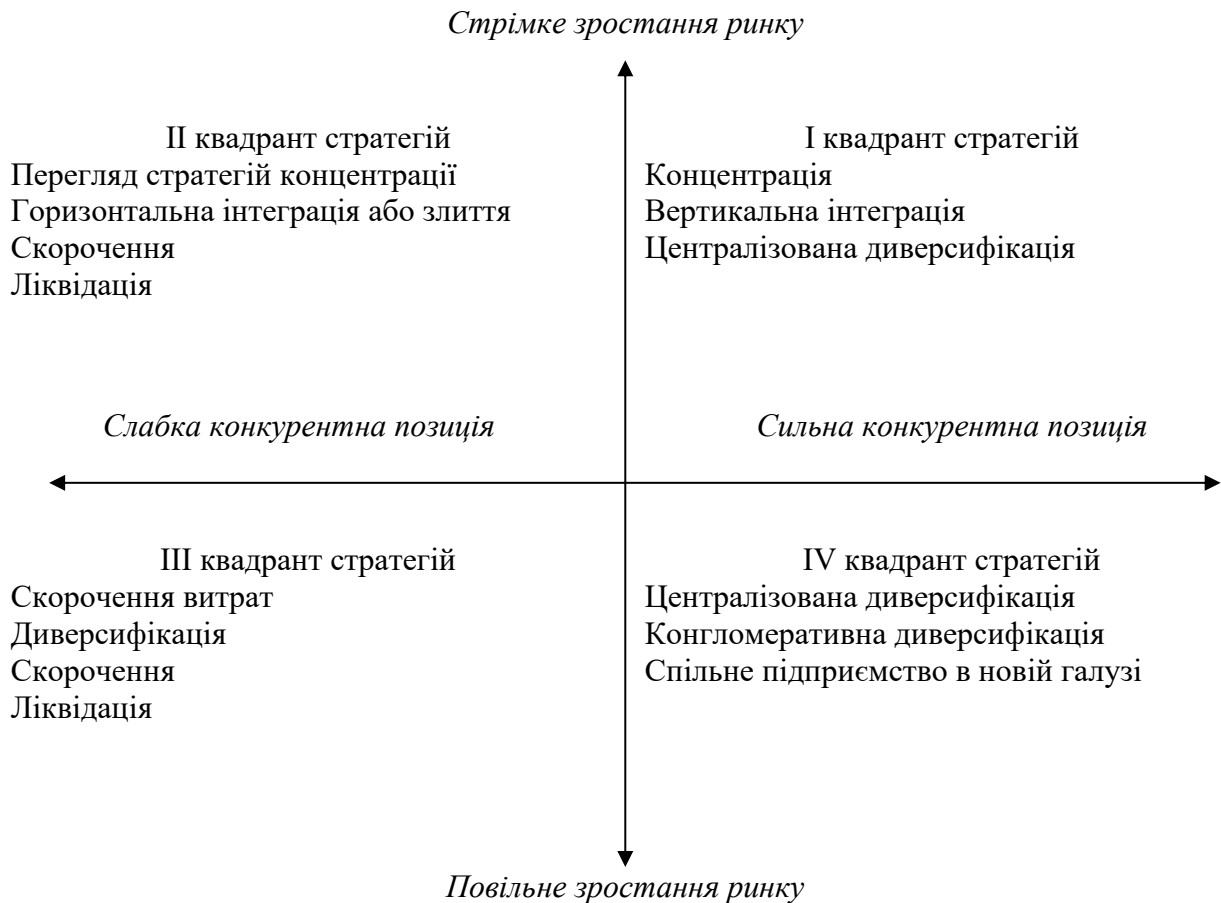 Стрімке зростання ринку
II квадрант стратегій
Перегляд стратегій концентрації
Горизонтальна інтеграція або злиття
Скорочення
Ліквідація
I квадрант стратегій
Концентрація
Вертикальна інтеграція
Централізована диверсифікація
Слабка конкурентна позиція
Сильна конкурентна позиція
III квадрант стратегій
Скорочення витрат
Диверсифікація
Скорочення
Ліквідація
IV квадрант стратегій
Централізована диверсифікація
Конгломеративна диверсифікація
Спільне підприємство в новій галузі
Повільне зростання ринку